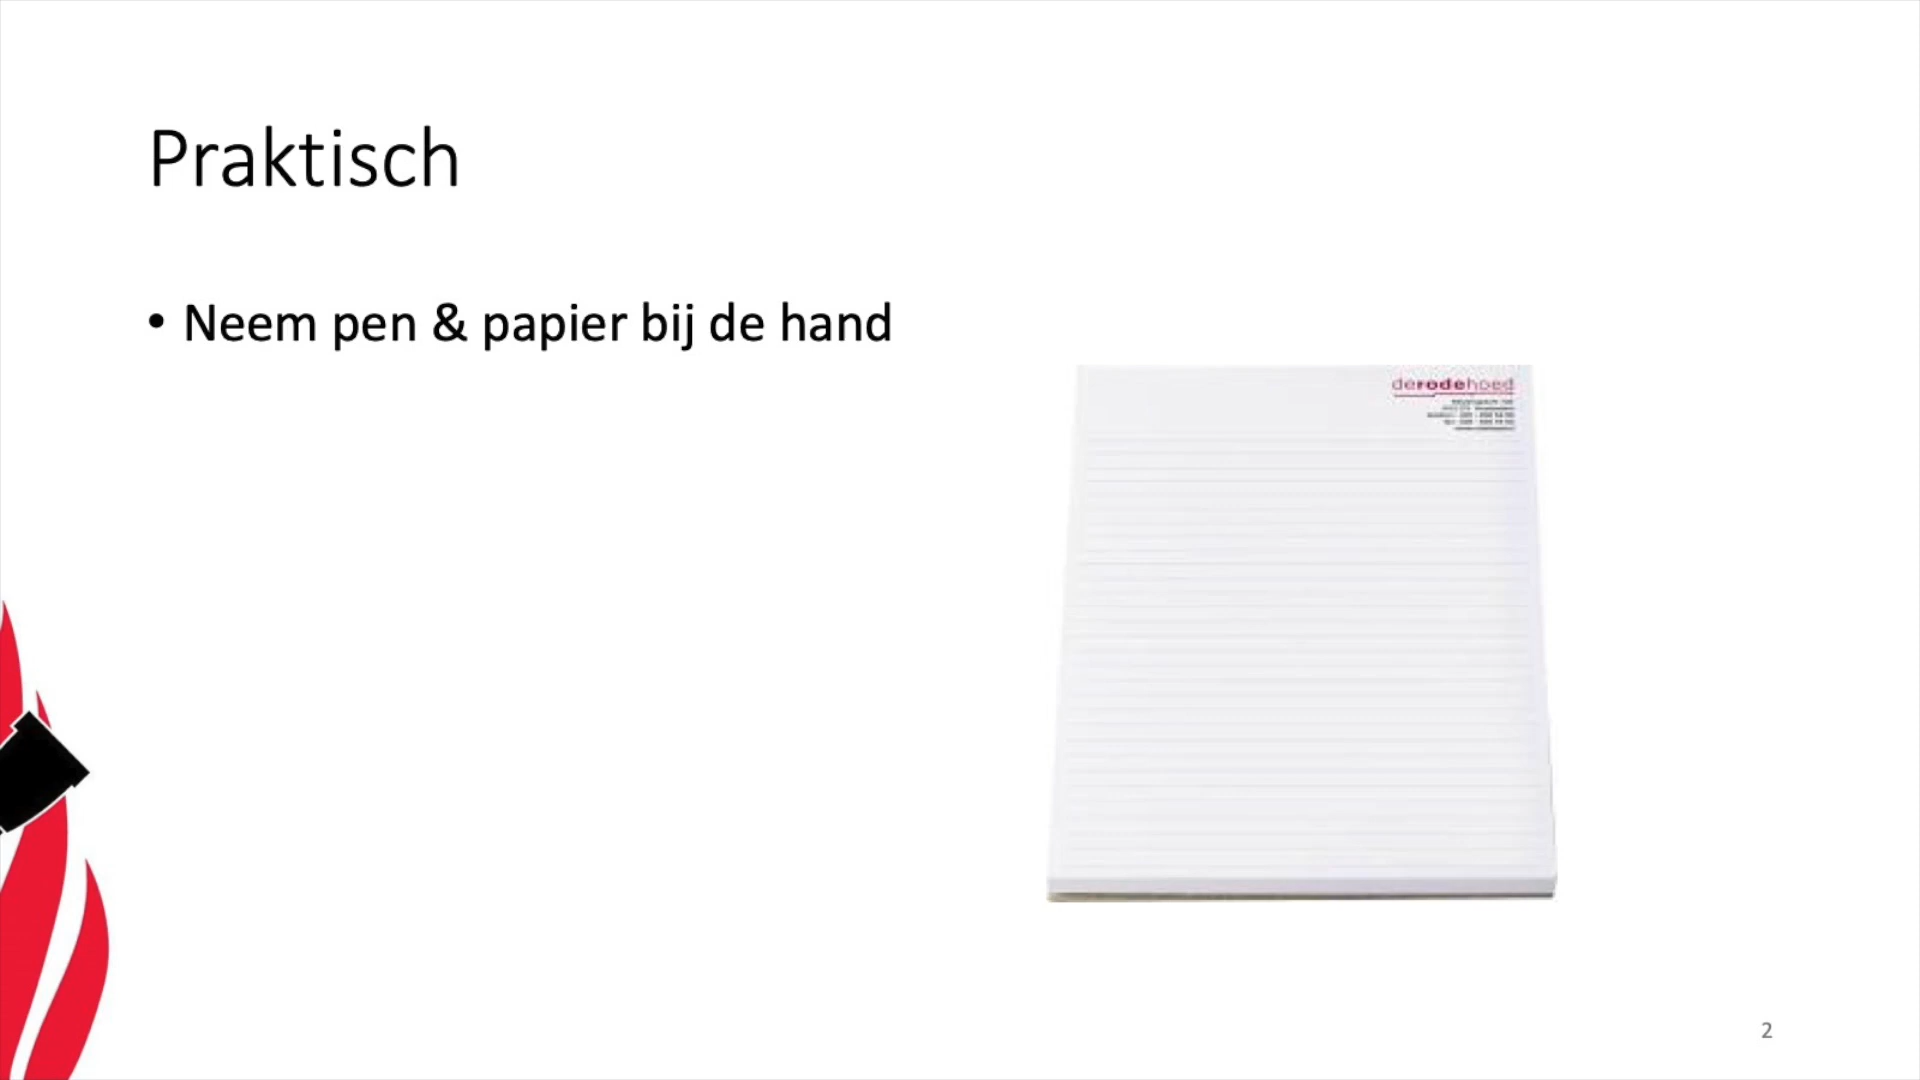 Praktisch
• Neem pen & papier bij de hand
derodehoed
2